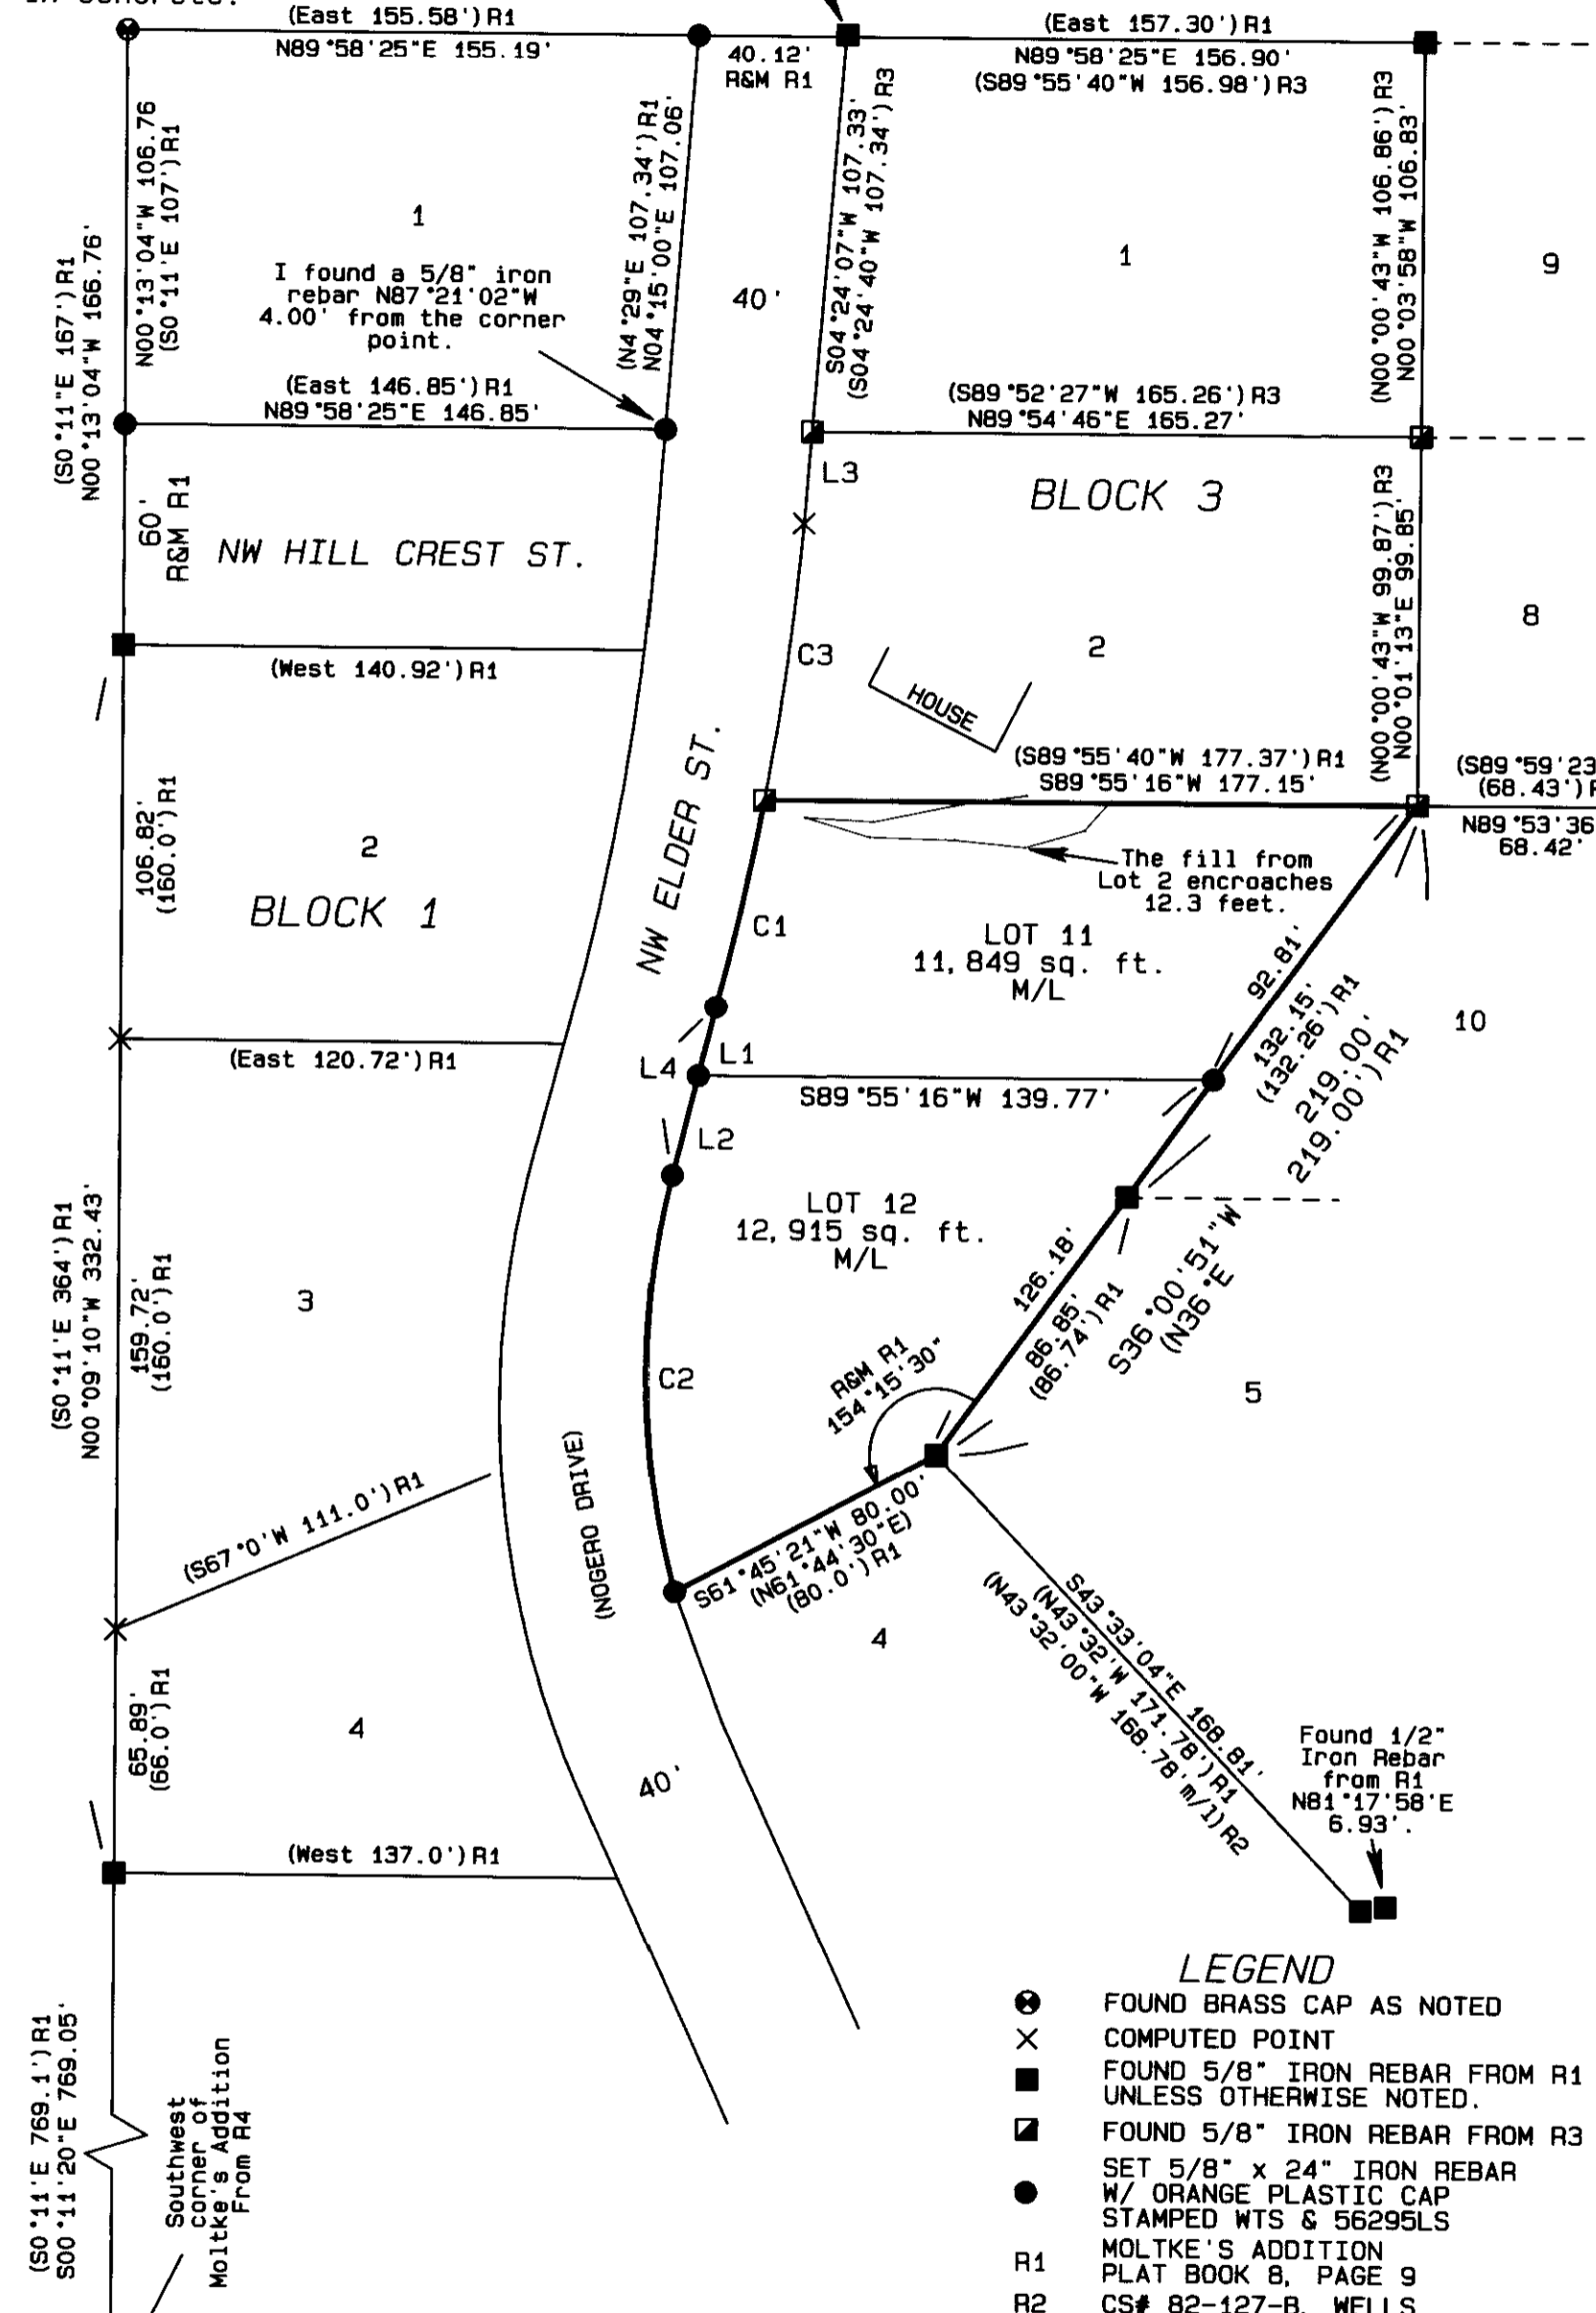 (East 155.58')R1
N89°58'25"E 155.19'
40.12'
R&M R1
(East 157.30')R1
N89°58'25"E 156.90'
(S89°55'40"W 156.98')R3
(S0°11"E 167')R1
N00°13'04"W 166.76'
N00°13'04"W 106.76
(S0°11'E 107')R1
1
(N4°29"E 107.34')R1
N04°15'00"E 107.06'
40'
S04°24'07"W 107.33'
(S04°24'40"W 107.34')R3
1
(N00°00'43"W 106.86')R3
N00°03'58"W 106.83'
9
I found a 5/8" iron
rebar N87°21'02"W
4.00' from the corner
point.
(East 146.85')R1
N89°58'25"E 146.85'
(S89°52'27"W 165.26')R3
N89°54'46"E 165.27'
L3
BLOCK 3
60'
R&M R1
NW HILL CREST ST.
(West 140.92')R1
C3
2
HOUSE
(N00°00'43"W 99.87')R3
N00°01'13"E 99.85'
8
(S89°55'40"W 177.37')R1
S89°55'16"W 177.15'
(S89°59'23
(68.43')R
N89°53'36
68.42'
NW ELDER ST.
106.82'
(160.0')R1
2
BLOCK 1
The fill from
Lot 2 encroaches
12.3 feet.
C1
LOT 11
11,849 sq. ft.
M/L
92.81'
132.15'
(132.26')R1
219.00'
219.00')R1
10
(East 120.72')R1
L4
L1
S89°55'16"W 139.77'
L2
LOT 12
12,915 sq. ft.
M/L
126.18'
86.85'
(86.74')R1
S36°00'51"W
(N36°E
(S0°11'E 364')R1
N00°09'10"W 332.43'
159.72'
(160.0')R1
3
C2
R&M R1
154°15'30"
5
(NOGERO DRIVE)
(S67°0'W 111.0')R1
S61°45'21"W 80.00'
(N61°44'30"E)
(80.0')R1
4
S43°33'04"E 168.81'
(N43°32'W 171.78')R1
(N43°32'00"W 168.78'm/l)R2
65.89'
(66.0')R1
4
40'
Found 1/2"
Iron Rebar
from R1
N81°17'58'E
6.93'.
(West 137.0')R1
(S0°11'E 769.1')R1
S00°11'20"E 769.05'
Southwest
corner of
Moltke's Addition
From R4
LEGEND
FOUND BRASS CAP AS NOTED
COMPUTED POINT
FOUND 5/8" IRON REBAR FROM R1
UNLESS OTHERWISE NOTED.
FOUND 5/8" IRON REBAR FROM R3
SET 5/8" x 24" IRON REBAR
W/ ORANGE PLASTIC CAP
STAMPED WTS & 56295LS
R1 MOLTKE'S ADDITION
PLAT BOOK 8, PAGE 9
R2 CS# 82-127-B, WELLS